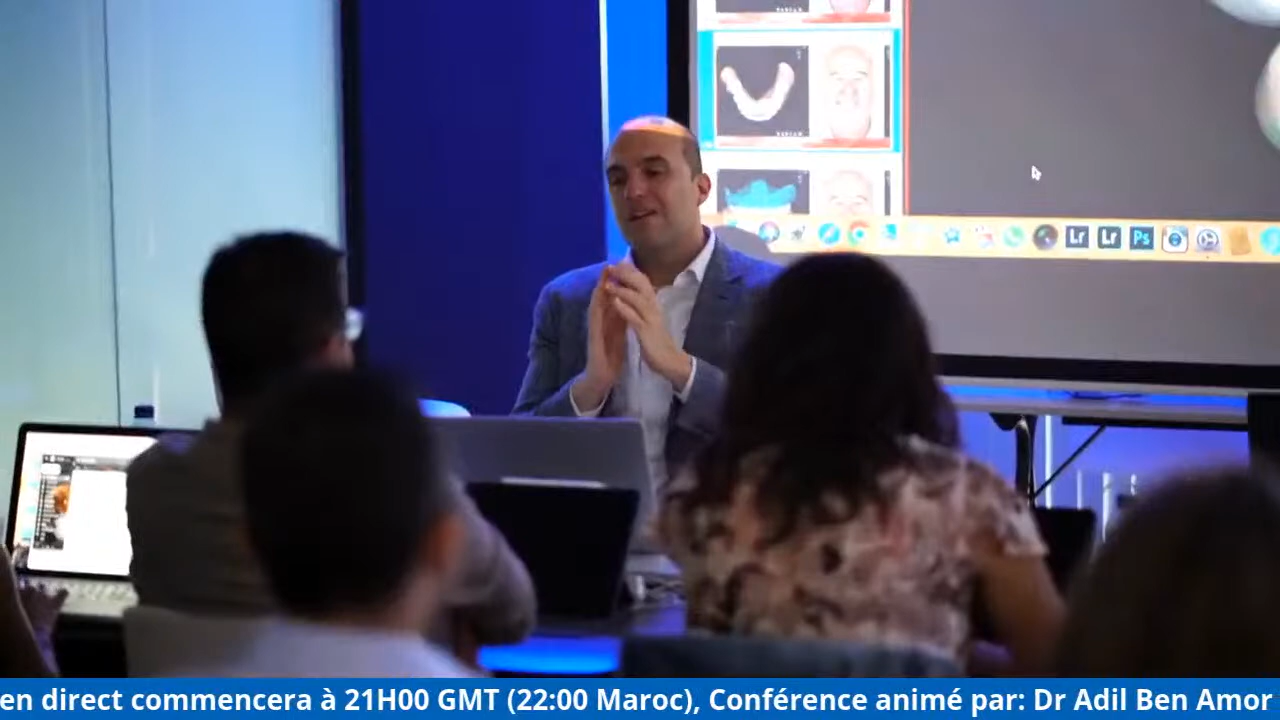 Lr Lr Ps
en direct commencera à 21H00 GMT (22:00 Maroc), Conférence animé par: Dr Adil Ben Amor